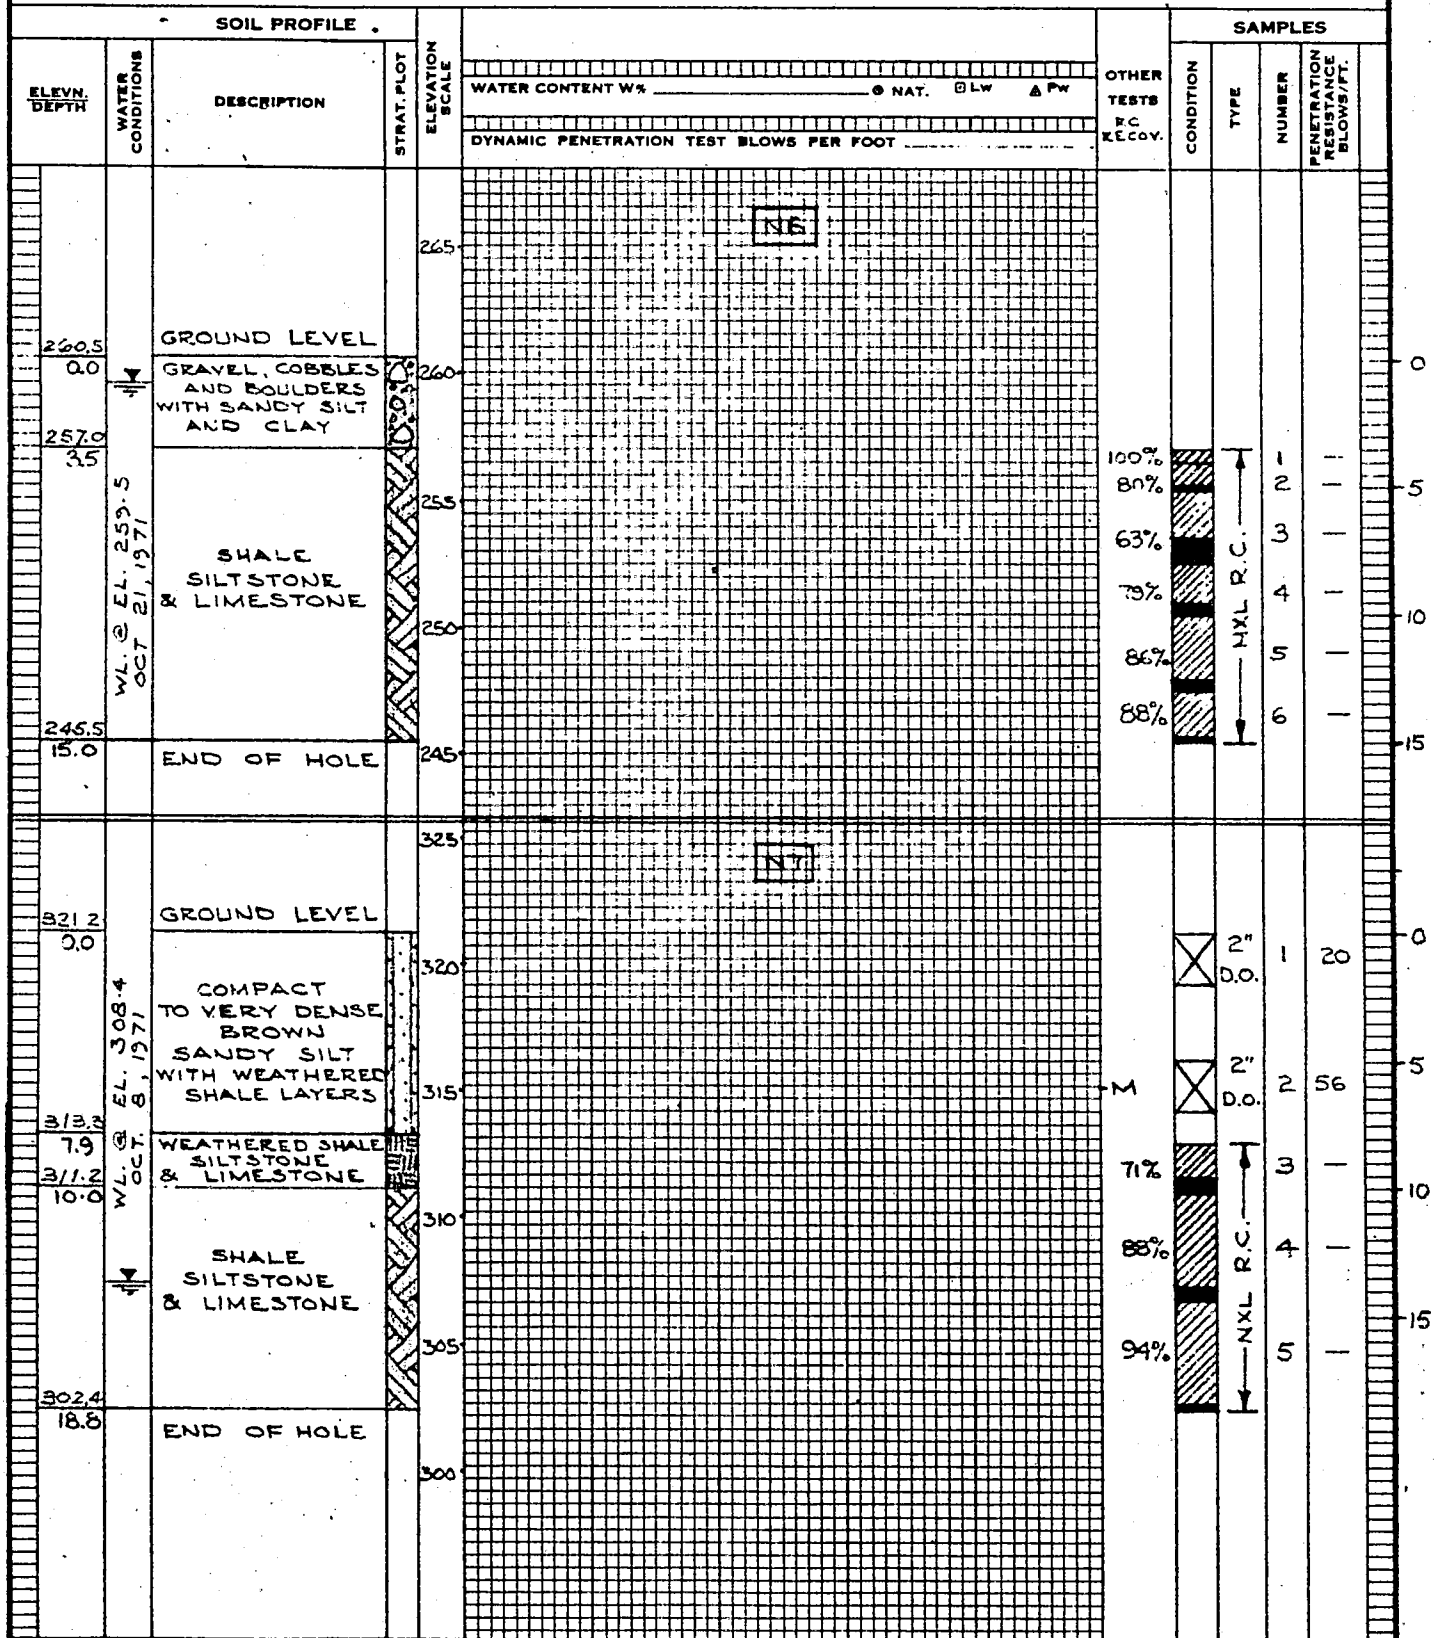 SOIL PROFILE
SAMPLES
ELEVN.
DEPTH
WATER
CONDITIONS
DESCRIPTION
STRAT. PLOT
ELEVATION
SCALE
WATER CONTENT W% NAT. LW PW
DYNAMIC PENETRATION TEST BLOWS PER FOOT
OTHER
TESTS
R.C.
RECOV.
CONDITION
TYPE
NUMBER
PENETRATION
RESISTANCE
BLOWS/FT.
N6
265
260.5
0.0
GROUND LEVEL
260
0
GRAVEL, COBBLES
AND BOULDERS
WITH SANDY SILT
AND CLAY
257.0
3.5
WL. @ EL. 259.5
OCT 21, 1971
SHALE
SILTSTONE
& LIMESTONE
255
250
245
100% 1 —
80% 2 —
63% 3 —
79% 4 —
86% 5 —
88% 6 —
NXL R.C.
5
10
15
245.5
15.0
END OF HOLE
325
N7
321.2
0.0
GROUND LEVEL
320
0
2"
D.O.
1 20
COMPACT
TO VERY DENSE
BROWN
SANDY SILT
WITH WEATHERED
SHALE LAYERS
WL. @ EL. 308.4
OCT. 8, 1971
315
M
2"
D.O.
2 56
5
313.3
7.9
WEATHERED SHALE
SILTSTONE
& LIMESTONE
311.2
10.0
71% 3 —
10
310
SHALE
SILTSTONE
& LIMESTONE
88% 4 —
NXL R.C.
15
305
94% 5 —
302.4
18.8
END OF HOLE
300